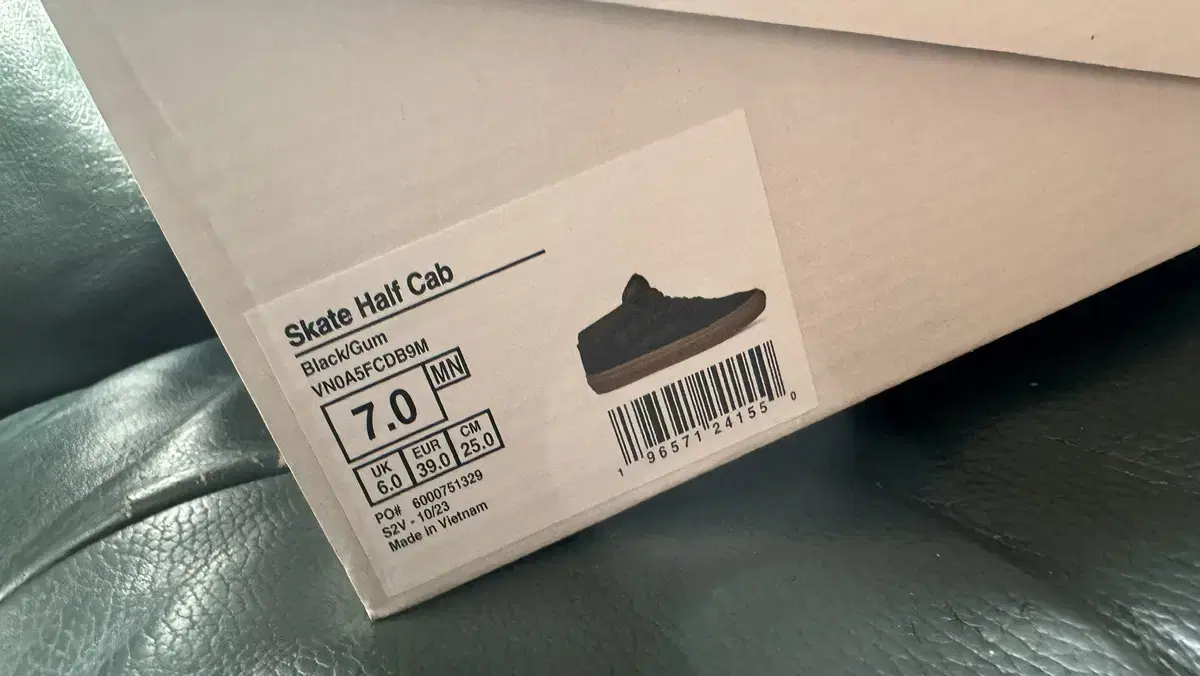 Skate Half Cab
Black/Gum
VN0A5FCDB9M
7.0 MN
UK EUR CM
6.0 39.0 25.0
PO# 6000751329
S2V - 10/23
Made in Vietnam
1 96571 24155 0